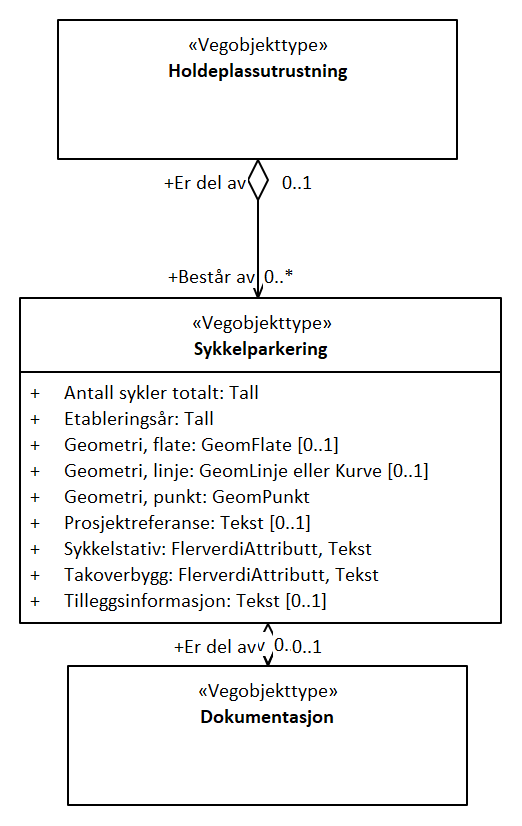 «Vegobjekttype»
Holdeplassutrustning
+Er del av 0..1
+Består av 0..*
«Vegobjekttype»
Sykkelparkering
+ Antall sykler totalt: Tall
+ Etableringsår: Tall
+ Geometri, flate: GeomFlate [0..1]
+ Geometri, linje: GeomLinje eller Kurve [0..1]
+ Geometri, punkt: GeomPunkt
+ Prosjektreferanse: Tekst [0..1]
+ Sykkelstativ: FlerverdiAttributt, Tekst
+ Takoverbygg: FlerverdiAttributt, Tekst
+ Tilleggsinformasjon: Tekst [0..1]
+Er del av 0..1
«Vegobjekttype»
Dokumentasjon